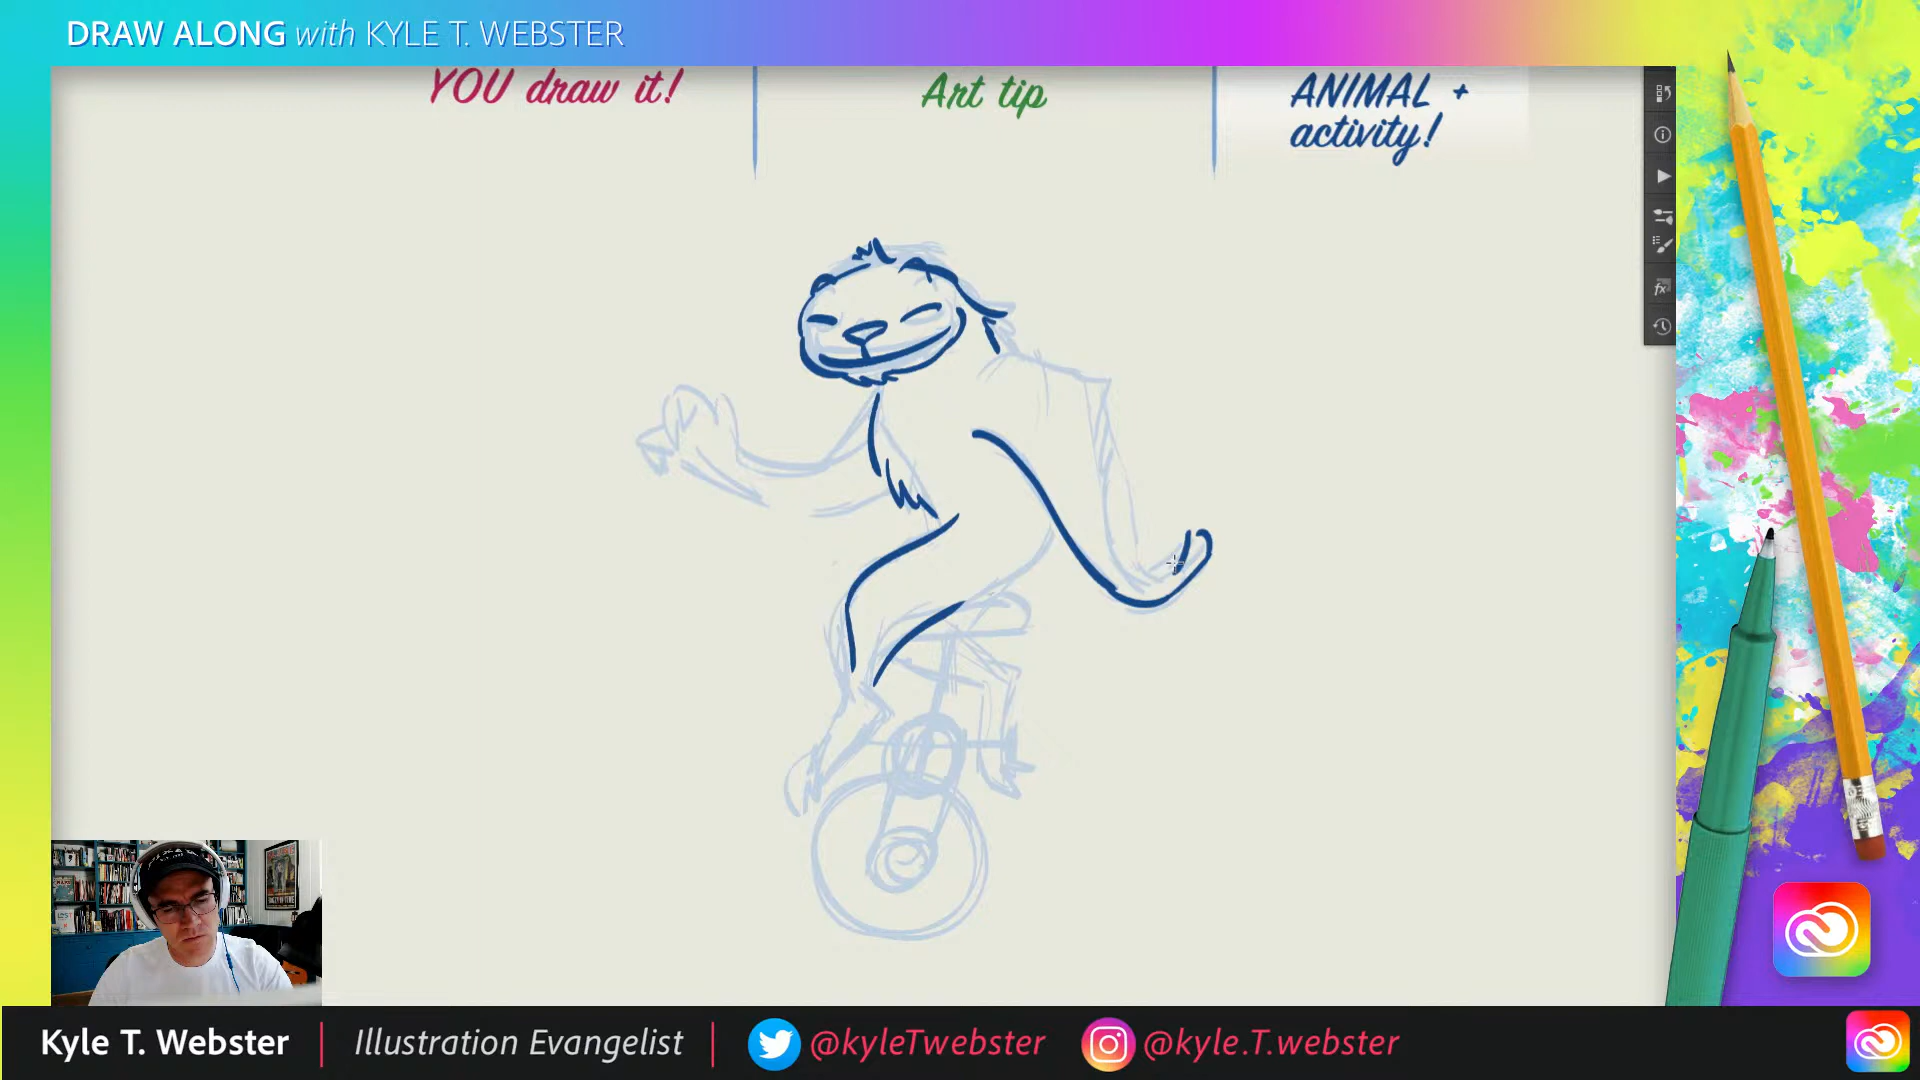 DRAW ALONG with KYLE T. WEBSTER
YOU draw it!
Art tip
ANIMAL +
activity!
fx
Kyle T. Webster | Illustration Evangelist | @kyleTwebster @kyle.T.webster